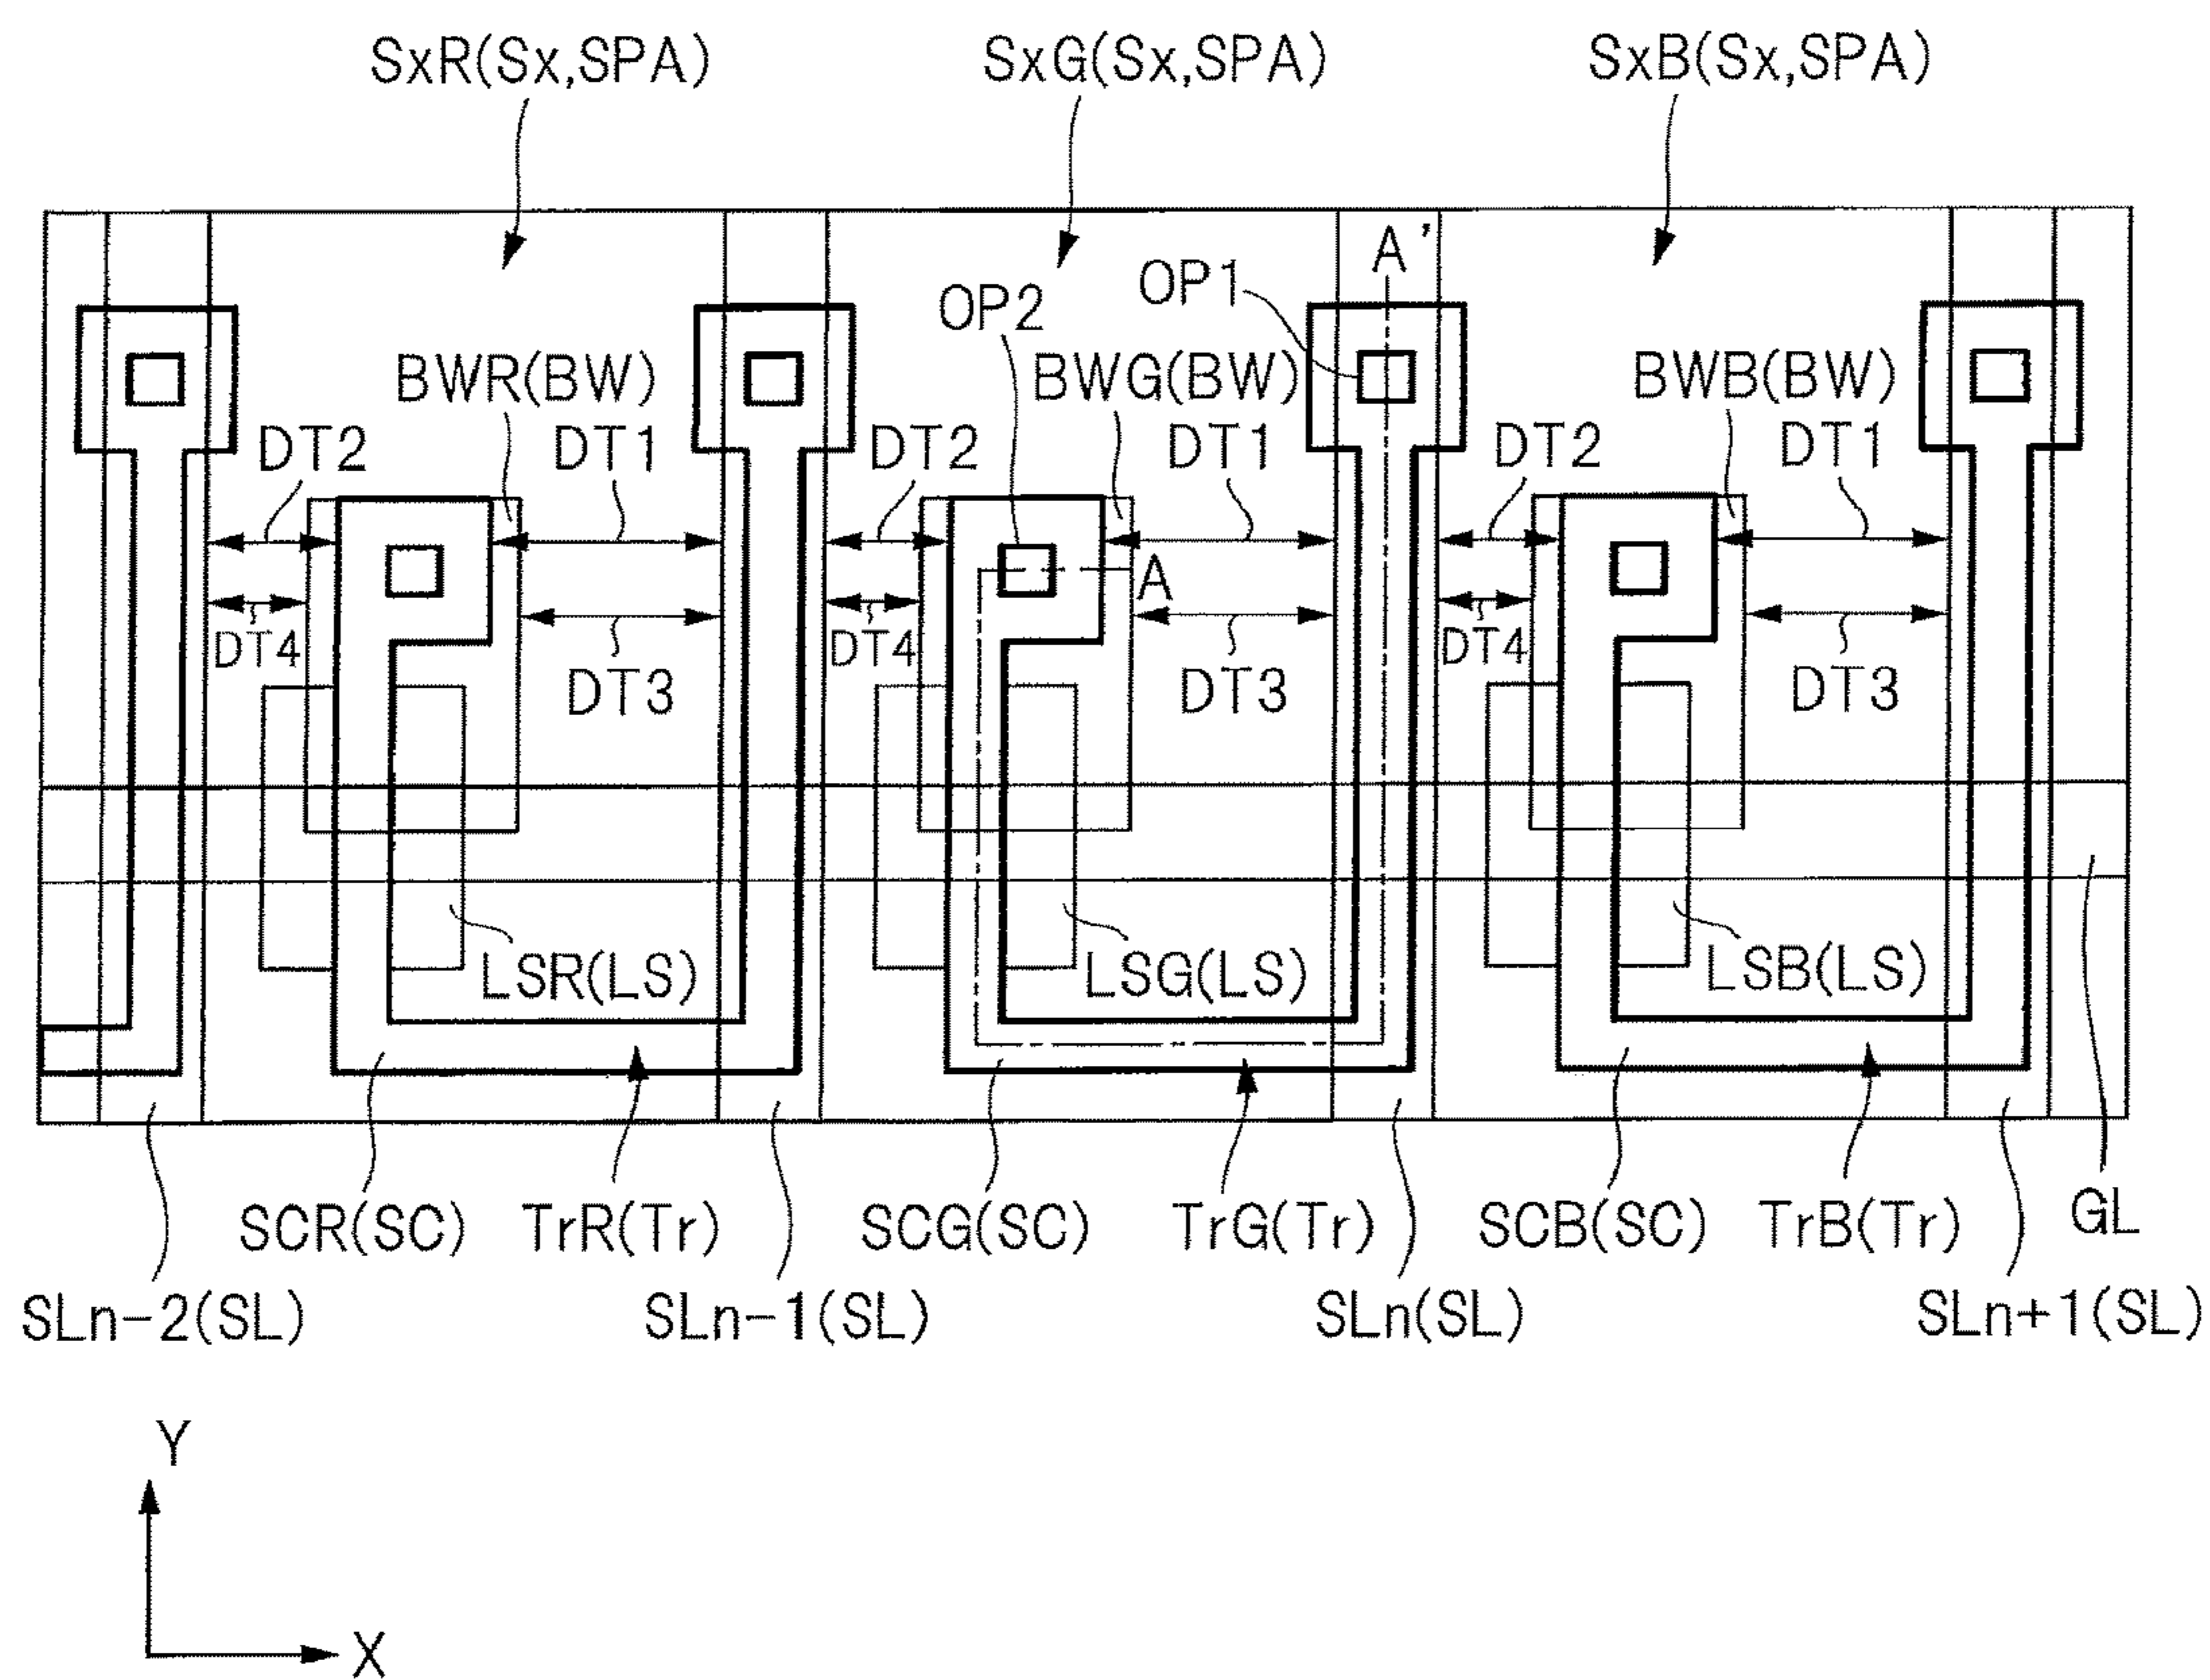 SxR(Sx,SPA) SxG(Sx,SPA) SxB(Sx,SPA)
A'
OP2 OP1
BWR(BW) BWG(BW) BWB(BW)
DT2 DT1 DT2 DT1 DT2 DT1
A
DT4 DT3 DT4 DT3 DT4 DT3
LSR(LS) LSG(LS) LSB(LS)
SCR(SC) TrR(Tr) SCG(SC) TrG(Tr) SCB(SC) TrB(Tr) GL
SLn-2(SL) SLn-1(SL) SLn(SL) SLn+1(SL)
Y
X